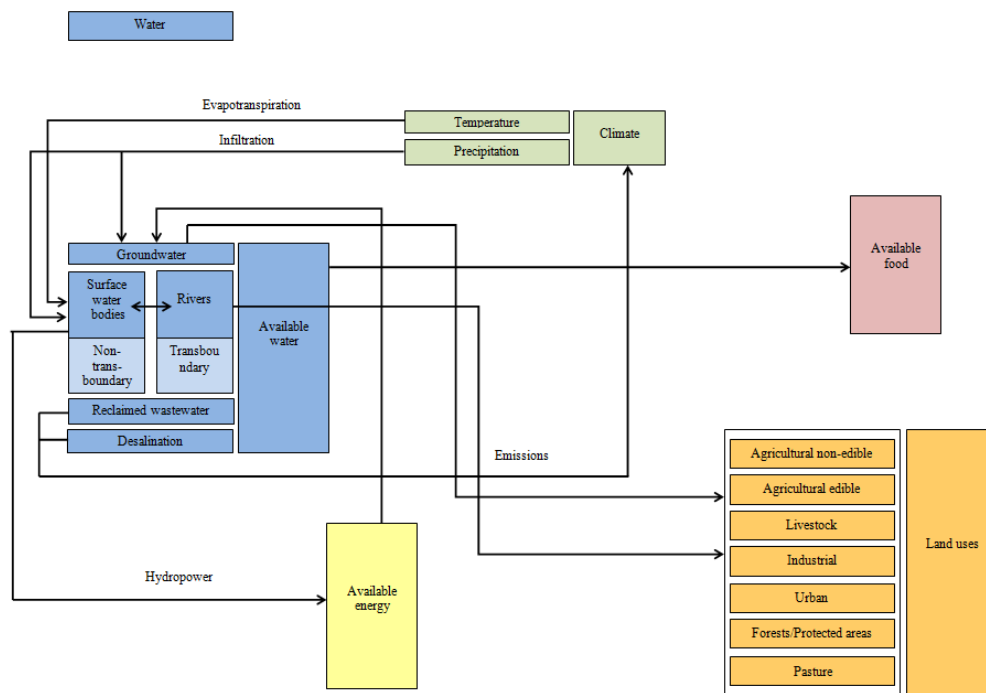 Water
Evapotranspiration
Temperature
Climate
Infiltration
Precipitation
Groundwater
Surface
water
bodies
Rivers
Available
water
Non-
trans-
boundary
Transbou
ndary
Reclaimed wastewater
Desalination
Available
food
Emissions
Hydropower
Available
energy
Agricultural non-edible
Agricultural edible
Livestock
Industrial
Urban
Forests/Protected areas
Pasture
Land uses